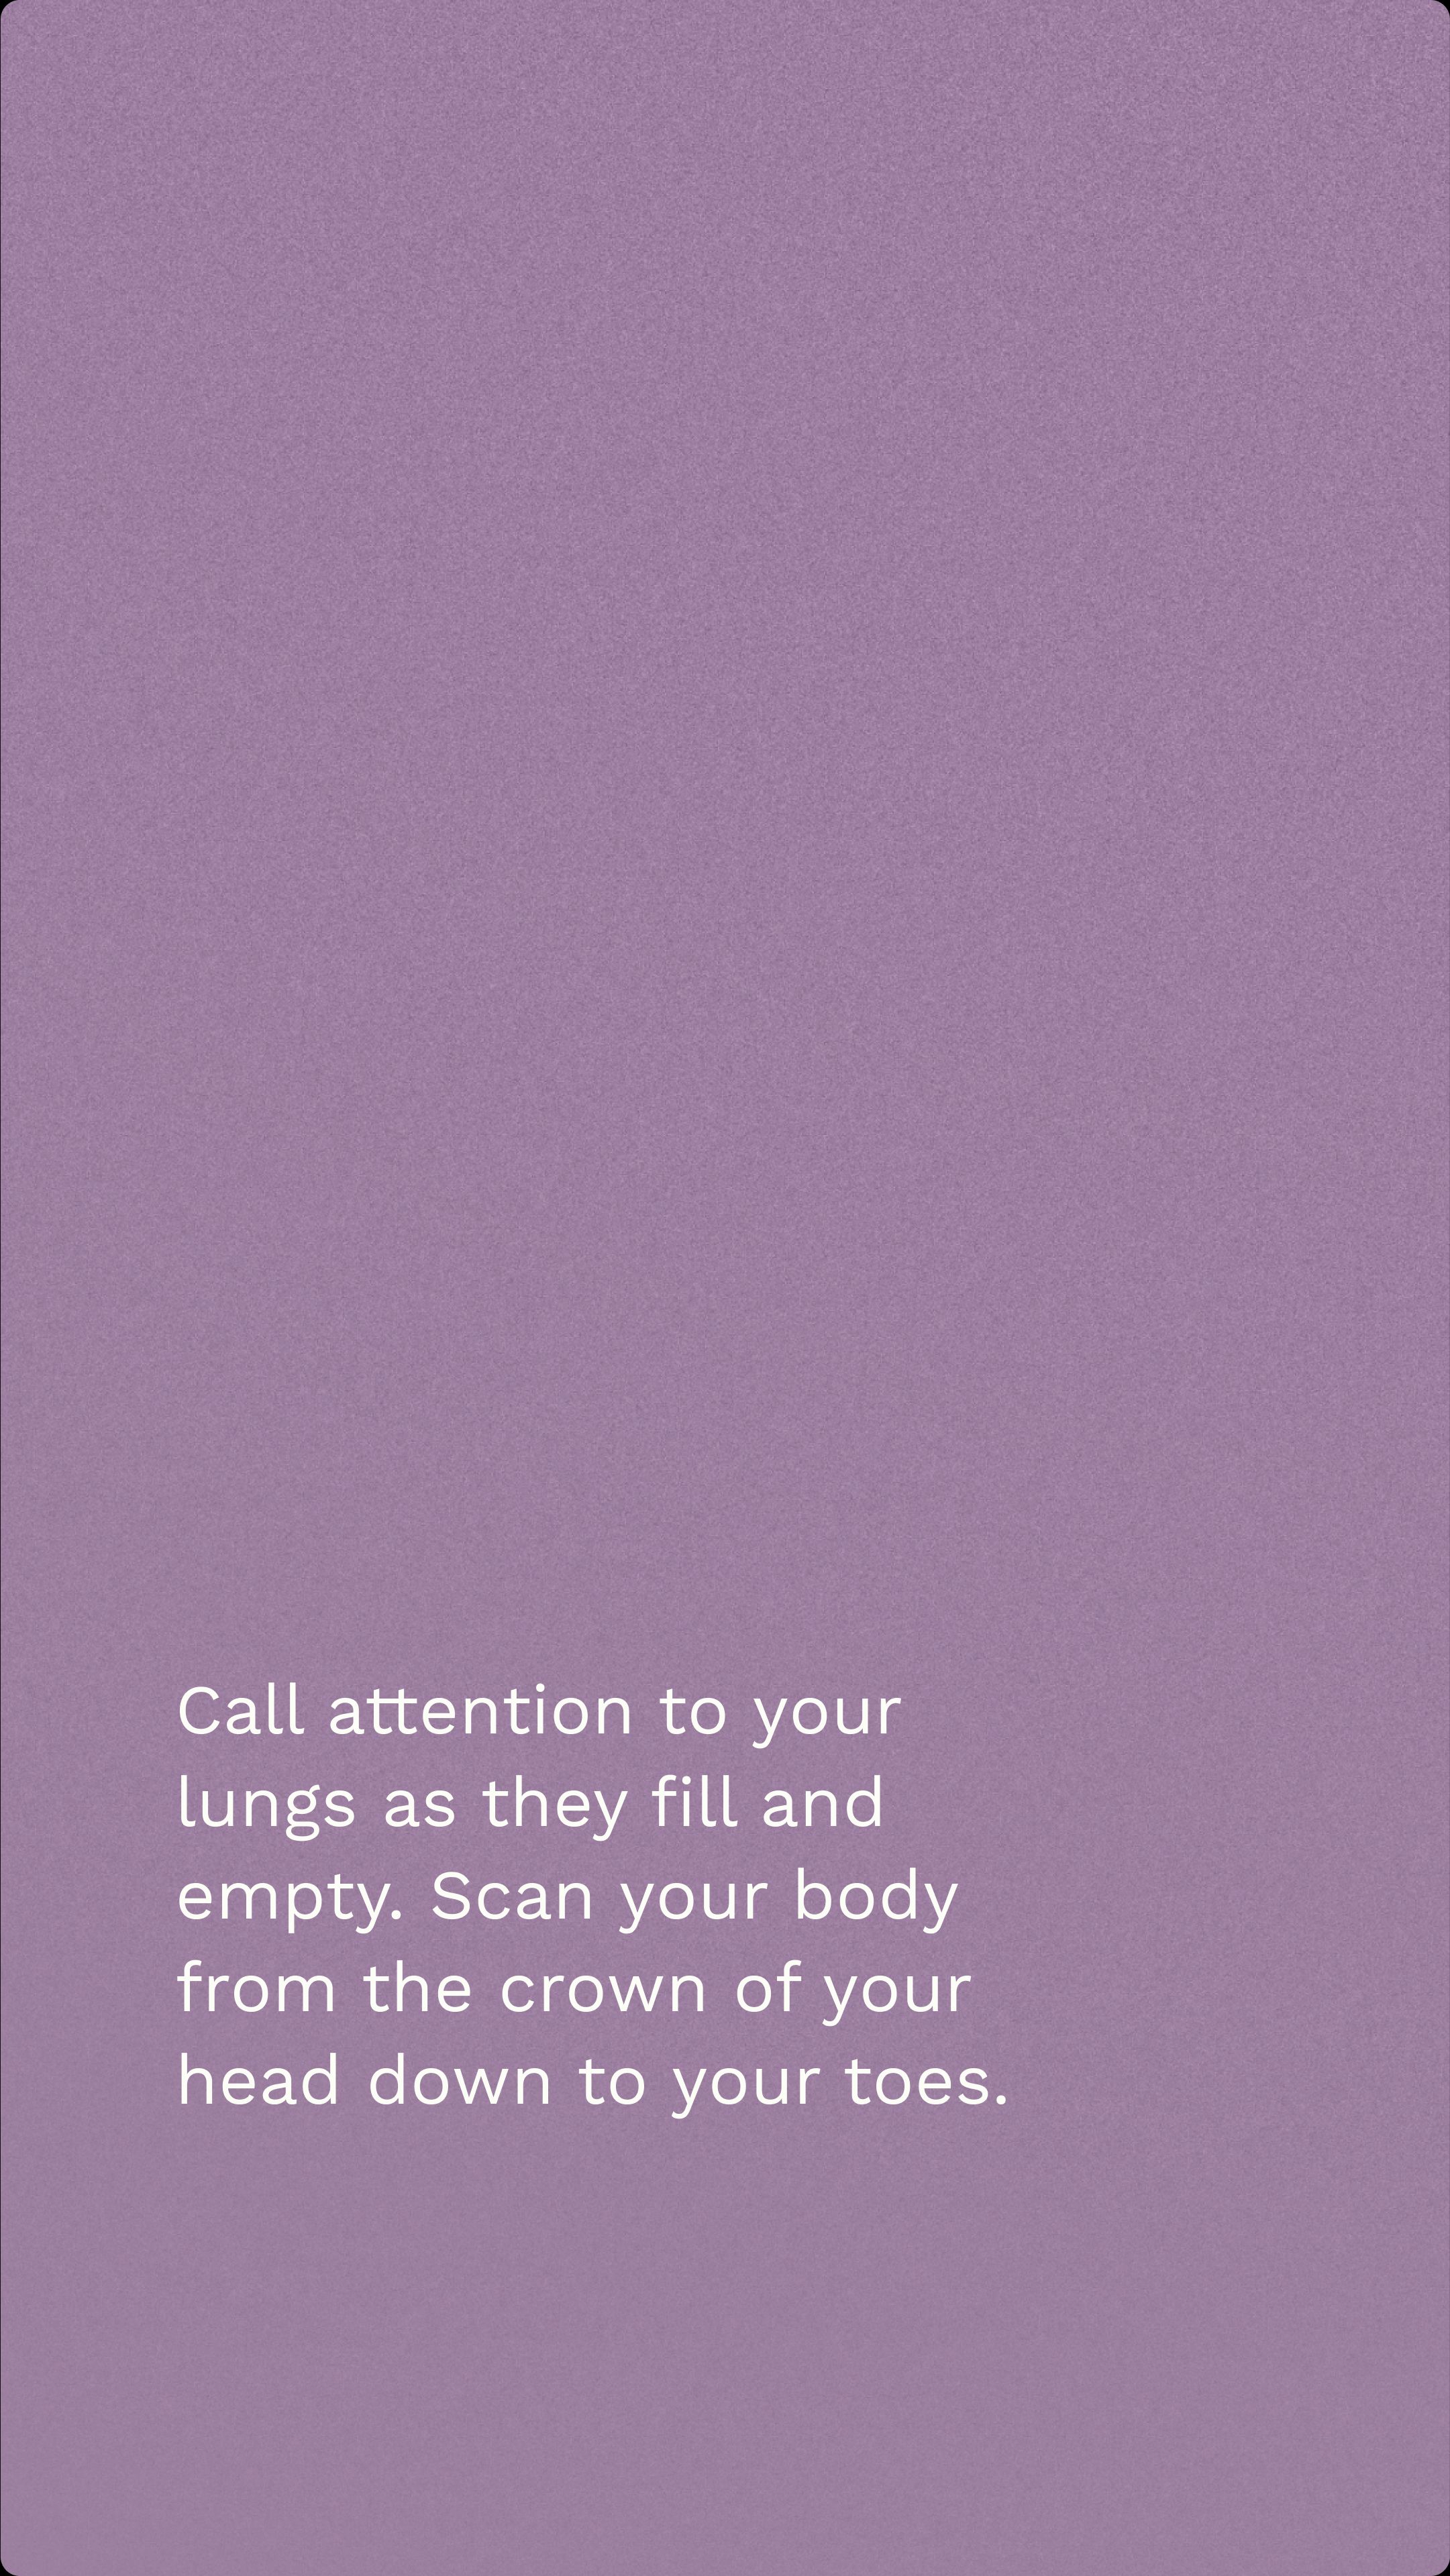 Call attention to your
lungs as they fill and
empty. Scan your body
from the crown of your
head down to your toes.